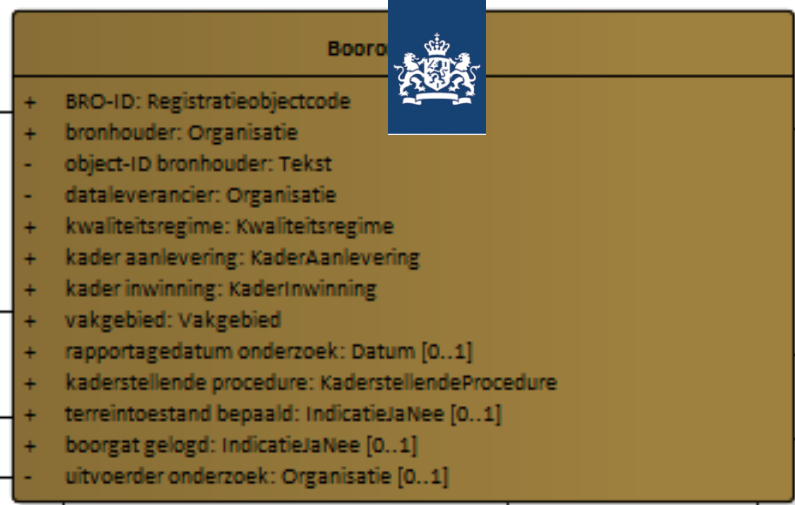 + BRO-ID: Registratieobjectcode
+ bronhouder: Organisatie
- object-ID bronhouder: Tekst
- dataleverancier: Organisatie
+ kwaliteitsregime: Kwaliteitsregime
+ kader aanlevering: KaderAanlevering
+ kader inwinning: KaderInwinning
+ vakgebied: Vakgebied
+ rapportagedatum onderzoek: Datum [0..1]
+ kaderstellende procedure: KaderstellendeProcedure
+ terreintoestand bepaald: IndicatieJaNee [0..1]
+ boorgat gelogd: IndicatieJaNee [0..1]
- uitvoerder onderzoek: Organisatie [0..1]